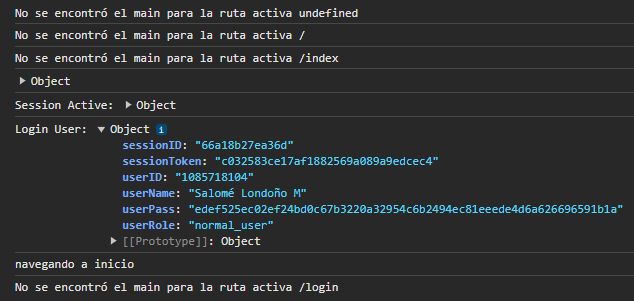 No se encontró el main para la ruta activa undefined
No se encontró el main para la ruta activa /
No se encontró el main para la ruta activa /index
▶ Object
Session Active: ▶ Object
Login User: ▼ Object i
sessionID: "66a18b27ea36d"
sessionToken: "c032583ce17af1882569a089a9edcec4"
userID: "1085718104"
userName: "Salomé Londoño M"
userPass: "edef525ec02ef24bd0c67b3220a32954c6b2494ec81eeede4d6a626696591b1a"
userRole: "normal_user"
▶ [[Prototype]]: Object
navegando a inicio
No se encontró el main para la ruta activa /login